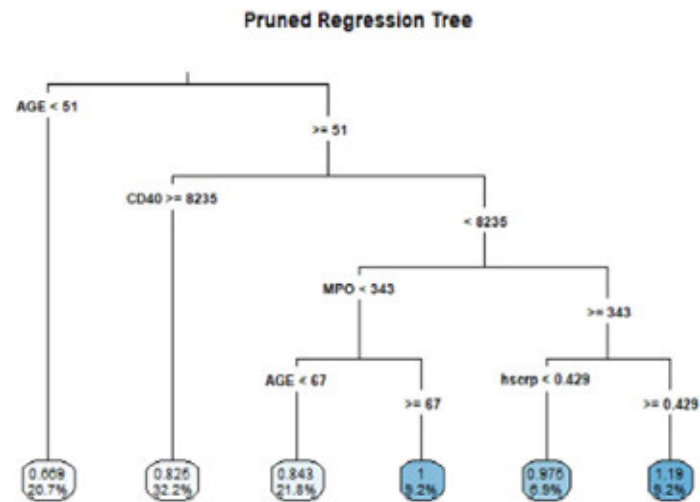 Pruned Regression Tree
AGE < 51
>= 51
CD40 >= 8235
< 8235
MPO < 343
>= 343
AGE < 67
>= 67
hscrp < 0.429
>= 0.429
0.669
20.7%
0.826
32.2%
0.843
21.8%
1
9.2%
0.976
6.9%
1.19
9.2%